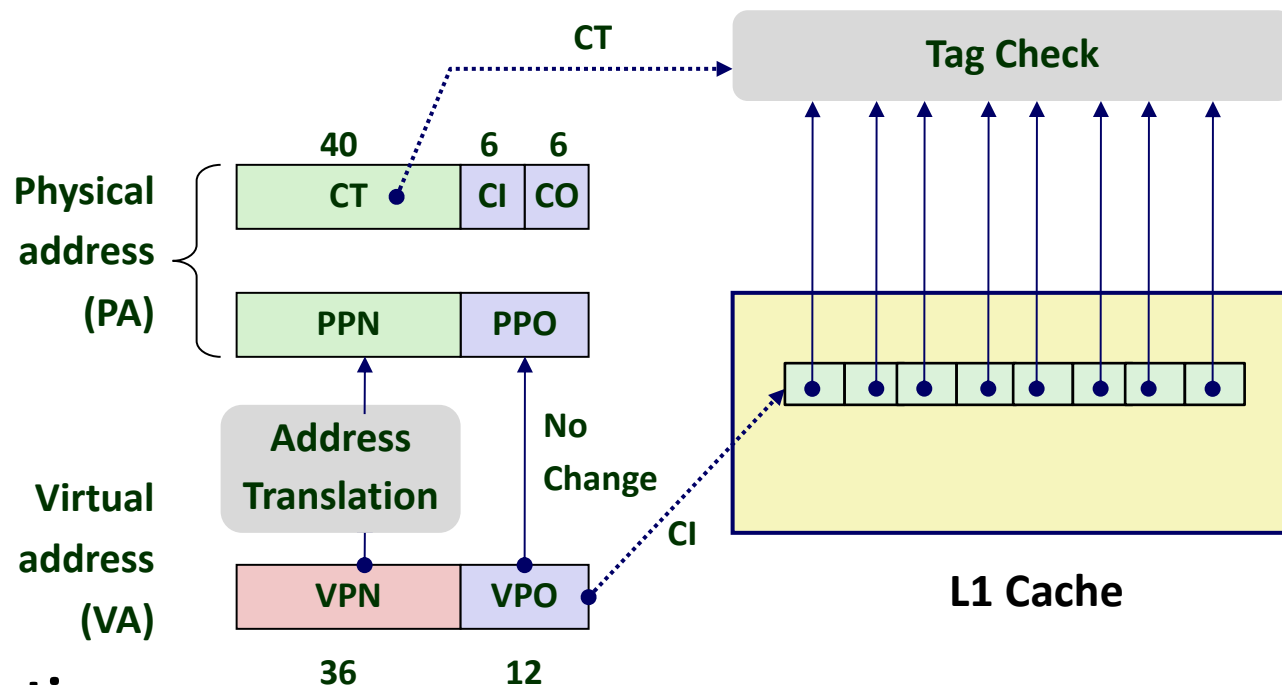 CT
Tag Check
40 6 6
Physical
address
(PA)
CT CI CO
PPN PPO
Address
Translation
No
Change
Virtual
address
(VA)
CI
VPN VPO
L1 Cache
36 12